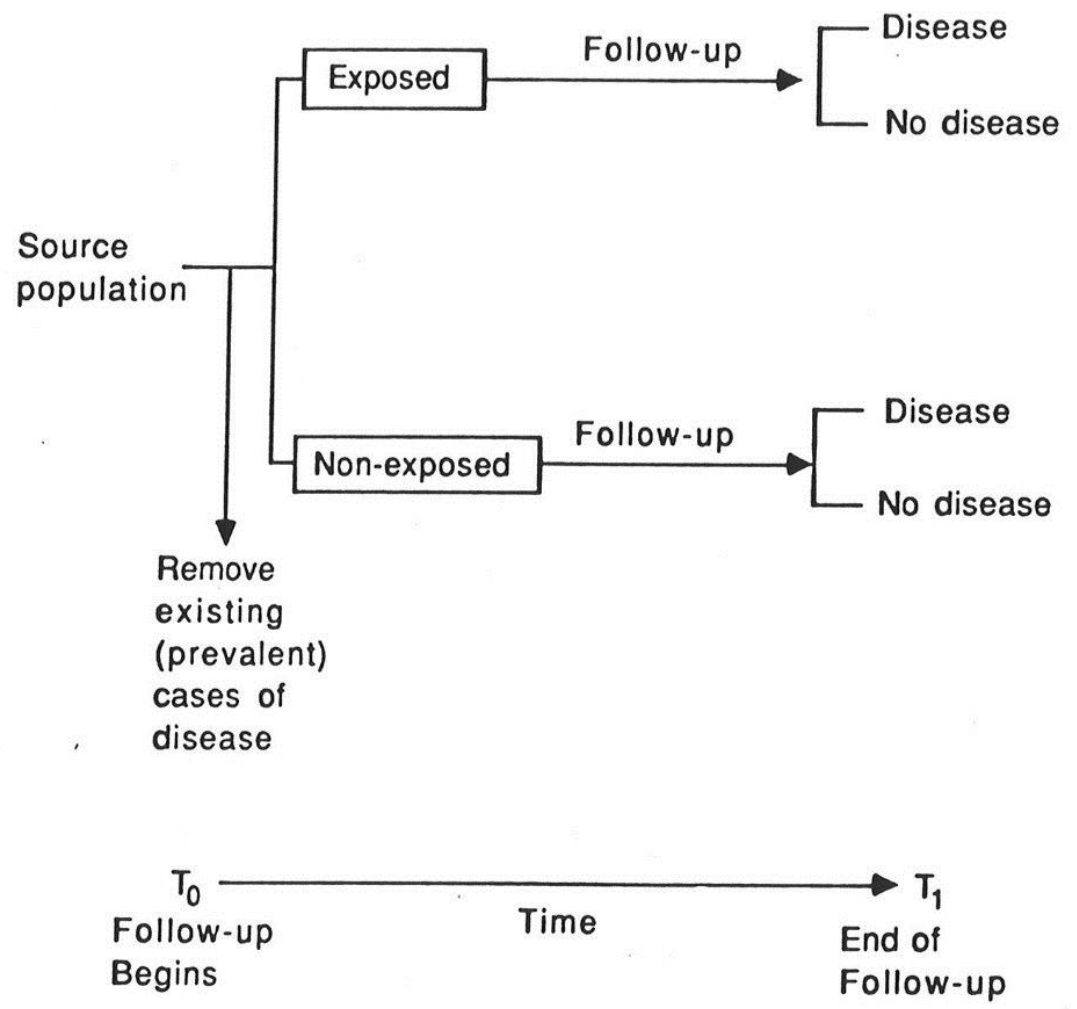 Exposed
Follow-up
Disease
No disease
Source
population
Non-exposed
Follow-up
Disease
No disease
Remove
existing
(prevalent)
cases of
disease
T0
Time
T1
Follow-up
Begins
End of
Follow-up